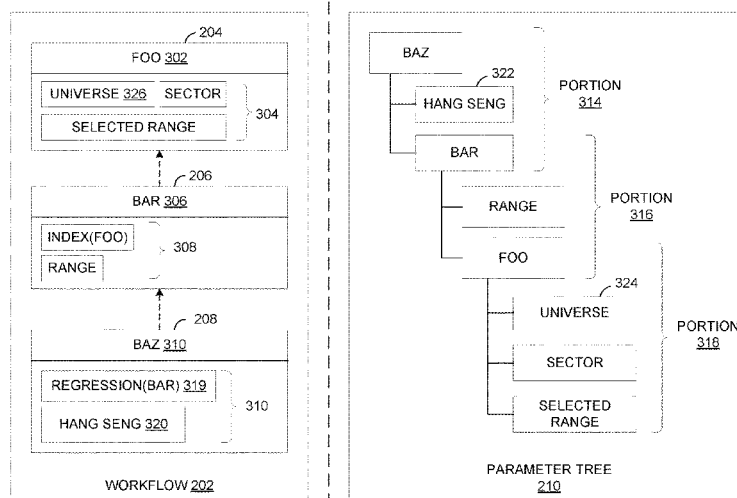 204
FOO 302
UNIVERSE 326 SECTOR
304
SELECTED RANGE
206
BAR 306
INDEX(FOO)
308
RANGE
208
BAZ 310
REGRESSION(BAR) 319
310
HANG SENG 320
WORKFLOW 202
BAZ
322
HANG SENG
PORTION
314
BAR
RANGE
PORTION
316
FOO
324
UNIVERSE
SECTOR
PORTION
318
SELECTED
RANGE
PARAMETER TREE
210